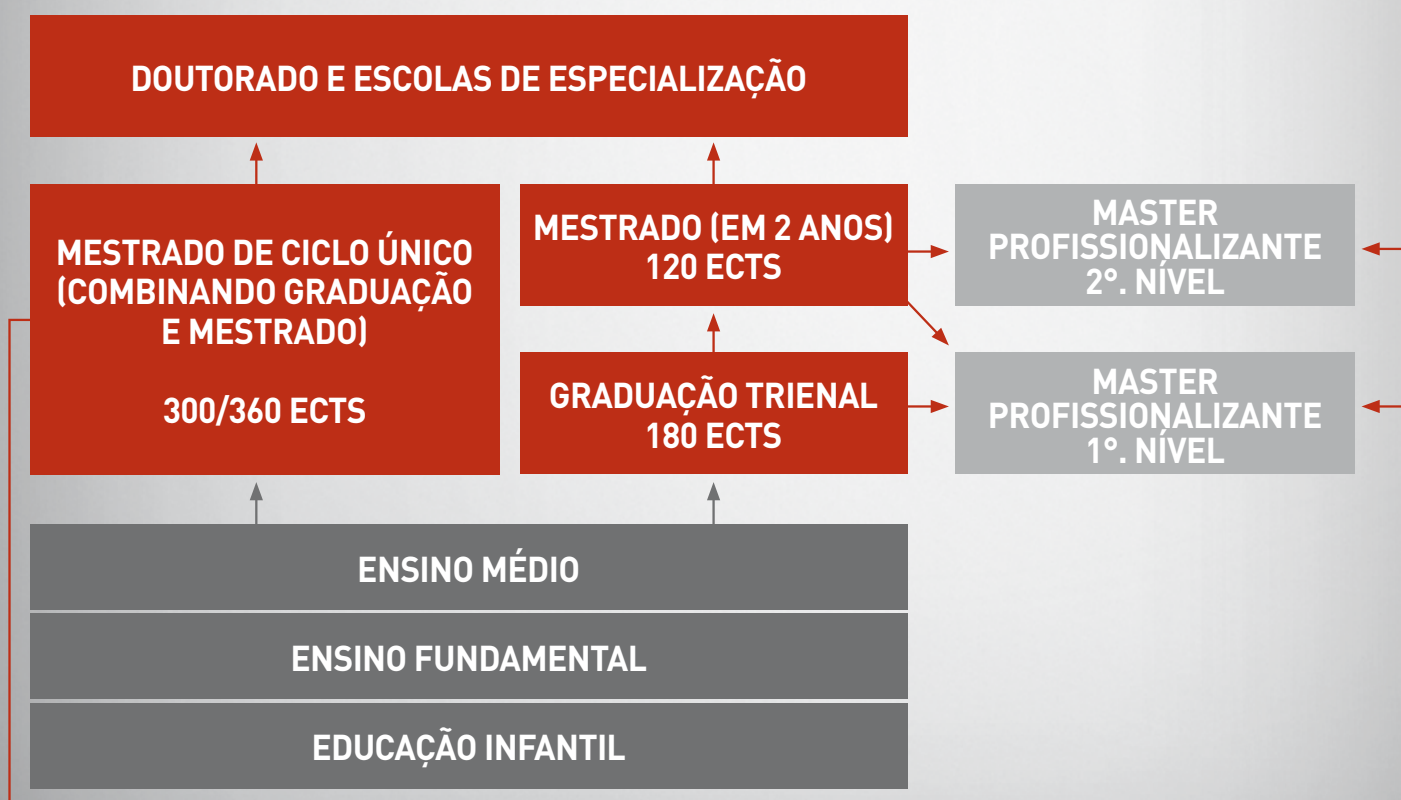 DOUTORADO E ESCOLAS DE ESPECIALIZAÇÃO
MESTRADO DE CICLO ÚNICO
(COMBINANDO GRADUAÇÃO
E MESTRADO)
300/360 ECTS
MESTRADO (EM 2 ANOS)
120 ECTS
MASTER
PROFISSIONALIZANTE
2°. NÍVEL
GRADUAÇÃO TRIENAL
180 ECTS
MASTER
PROFISSIONALIZANTE
1°. NÍVEL
ENSINO MÉDIO
ENSINO FUNDAMENTAL
EDUCAÇÃO INFANTIL